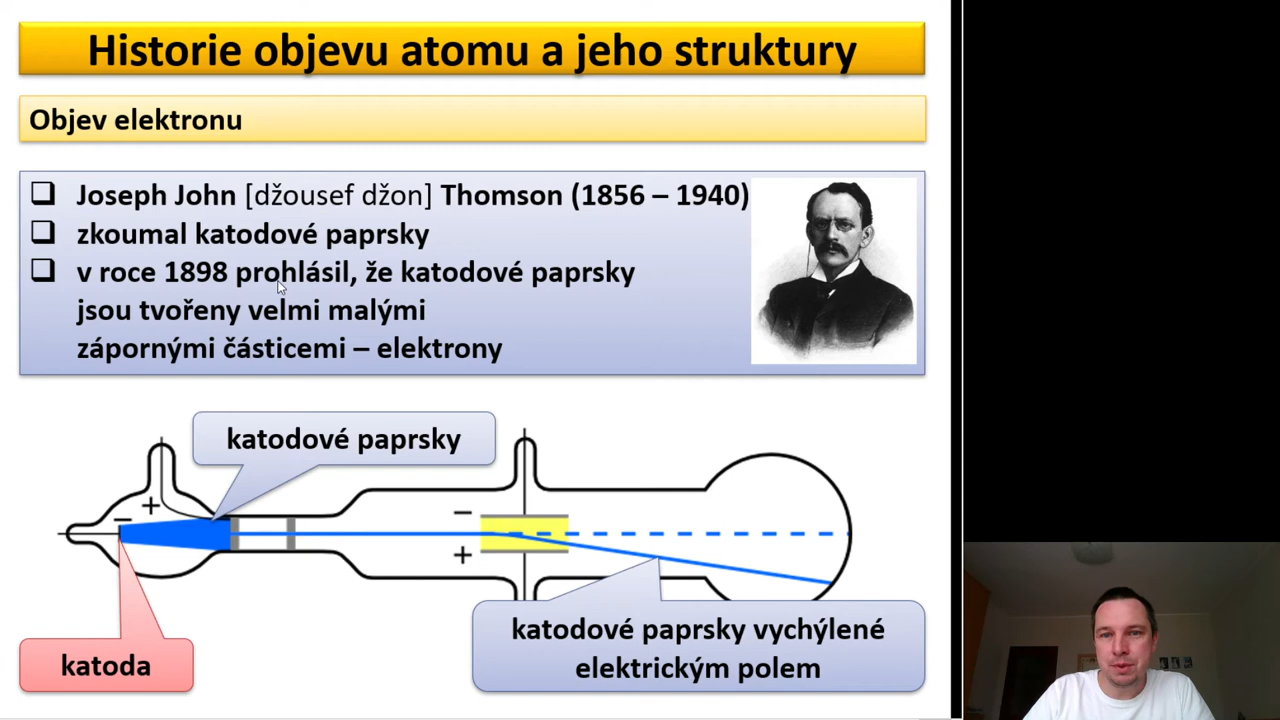 Historie objevu atomu a jeho struktury
Objev elektronu
❑ Joseph John [džousef džon] Thomson (1856 – 1940)
❑ zkoumal katodové paprsky
❑ v roce 1898 prohlásil, že katodové paprsky
jsou tvořeny velmi malými
zápornými částicemi – elektrony
katodové paprsky
+
−
−
+
katodové paprsky vychýlené
elektrickým polem
katoda